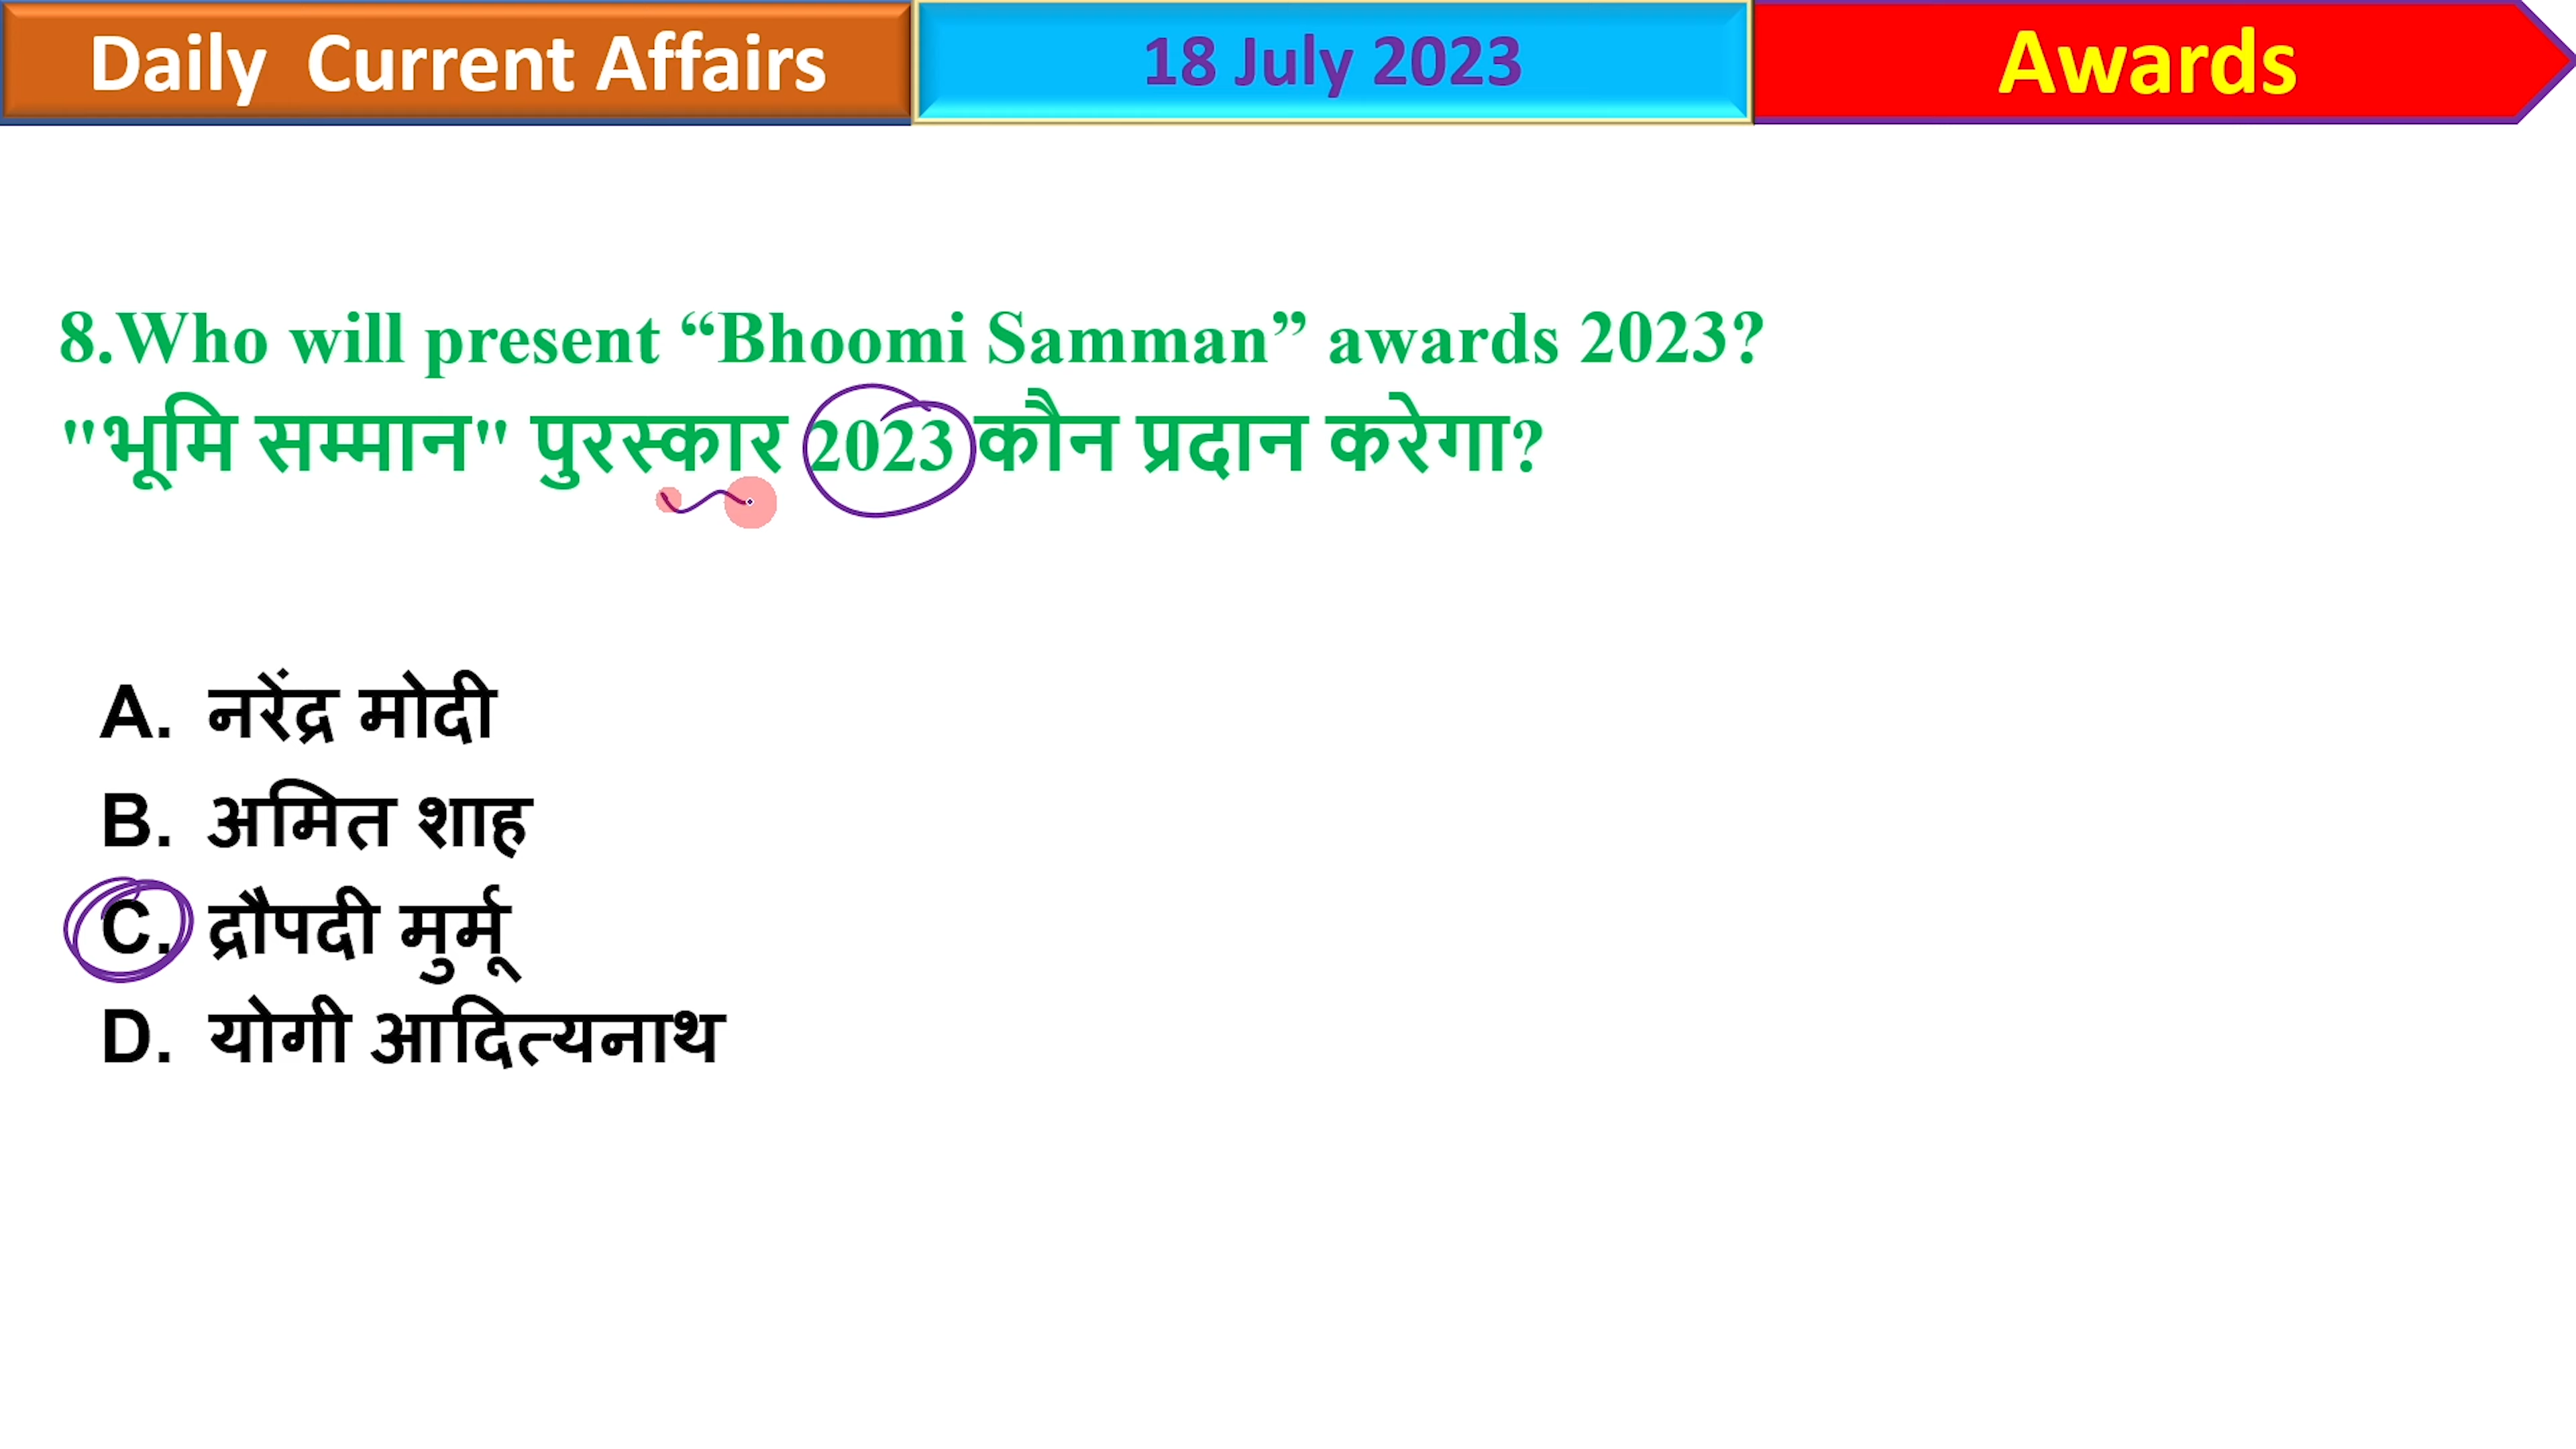 Daily Current Affairs
18 July 2023
Awards
8.Who will present “Bhoomi Samman” awards 2023?
"भूमि सम्मान" पुरस्कार 2023 कौन प्रदान करेगा?
A. नरेंद्र मोदी
B. अमित शाह
C. द्रौपदी मुर्मू
D. योगी आदित्यनाथ